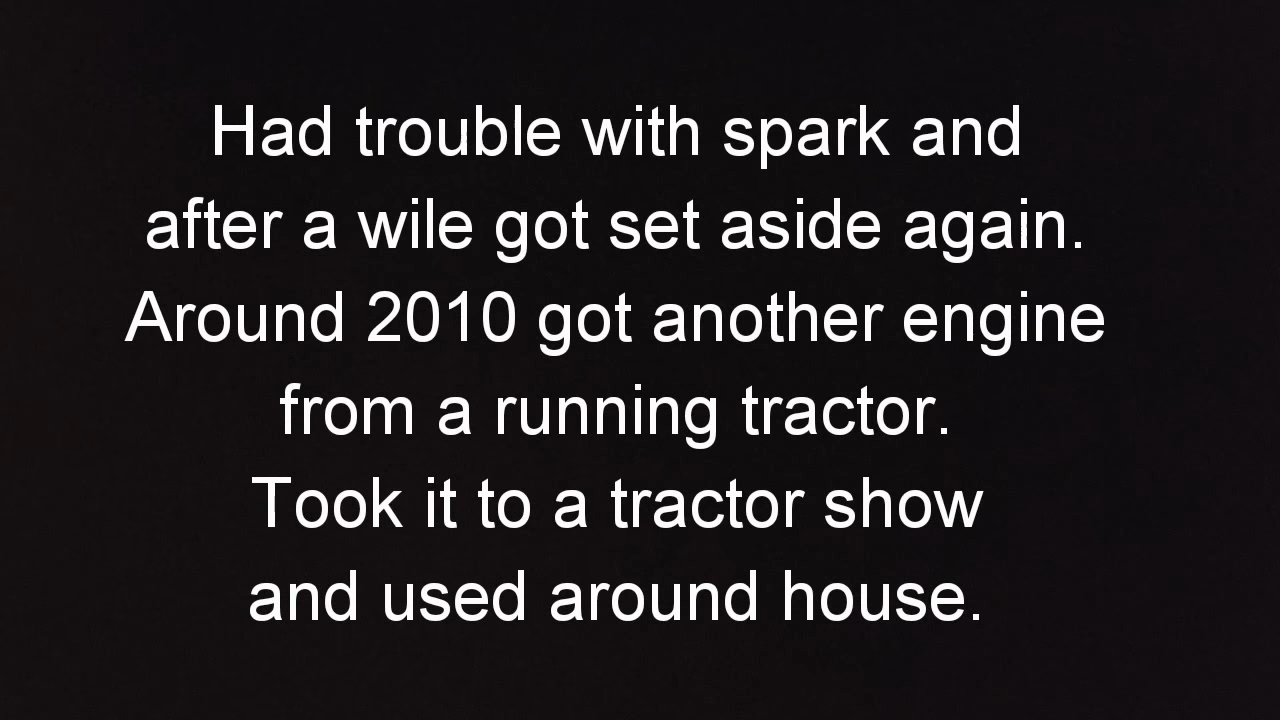 Had trouble with spark and
after a wile got set aside again.
Around 2010 got another engine
from a running tractor.
Took it to a tractor show
and used around house.